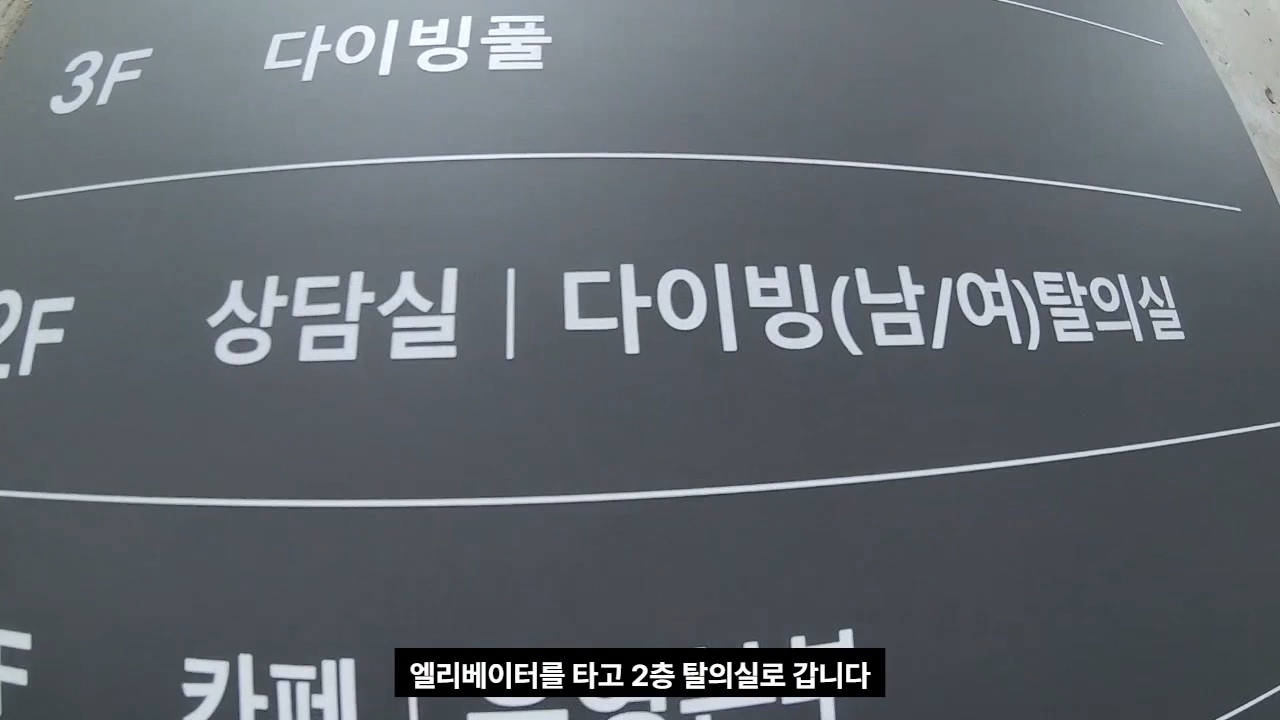 3F 다이빙풀
2F 상담실 | 다이빙(남/여)탈의실
F 카페 |
엘리베이터를 타고 2층 탈의실로 갑니다